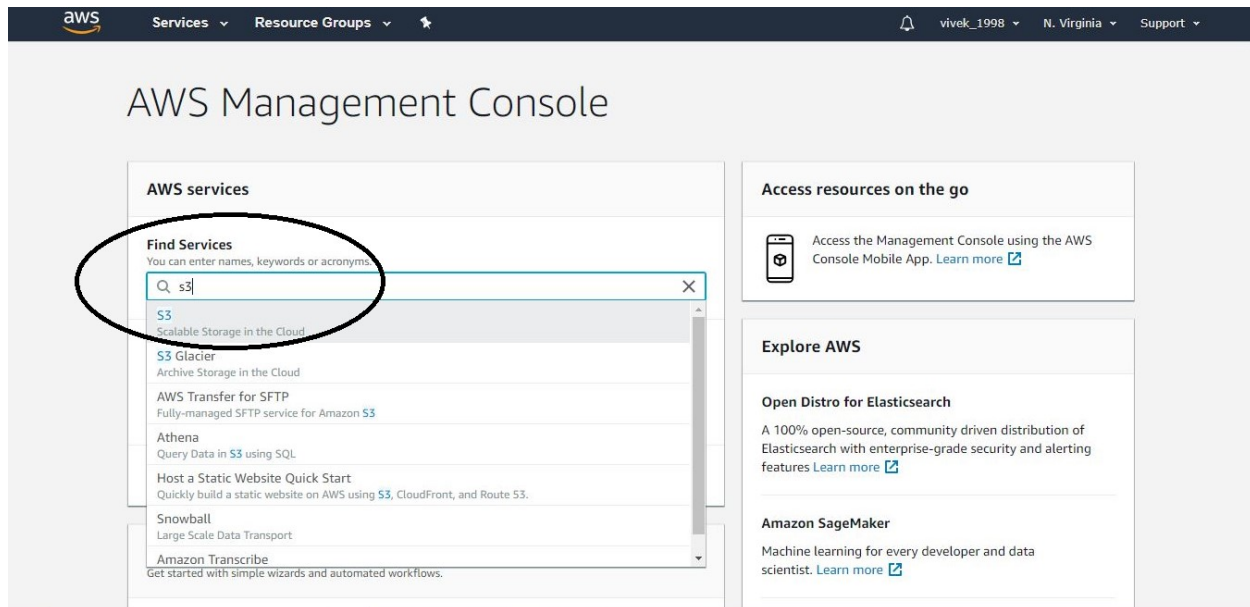 aws Services Resource Groups vivek_1998 N. Virginia Support
AWS Management Console
AWS services
Find Services
You can enter names, keywords or acronyms.
s3
S3
Scalable Storage in the Cloud
S3 Glacier
Archive Storage in the Cloud
AWS Transfer for SFTP
Fully-managed SFTP service for Amazon S3
Athena
Query Data in S3 using SQL
Host a Static Website Quick Start
Quickly build a static website on AWS using S3, CloudFront, and Route 53.
Snowball
Large Scale Data Transport
Amazon Transcribe
Get started with simple wizards and automated workflows.
Access resources on the go
Access the Management Console using the AWS
Console Mobile App. Learn more
Explore AWS
Open Distro for Elasticsearch
A 100% open-source, community driven distribution of
Elasticsearch with enterprise-grade security and alerting
features Learn more
Amazon SageMaker
Machine learning for every developer and data
scientist. Learn more